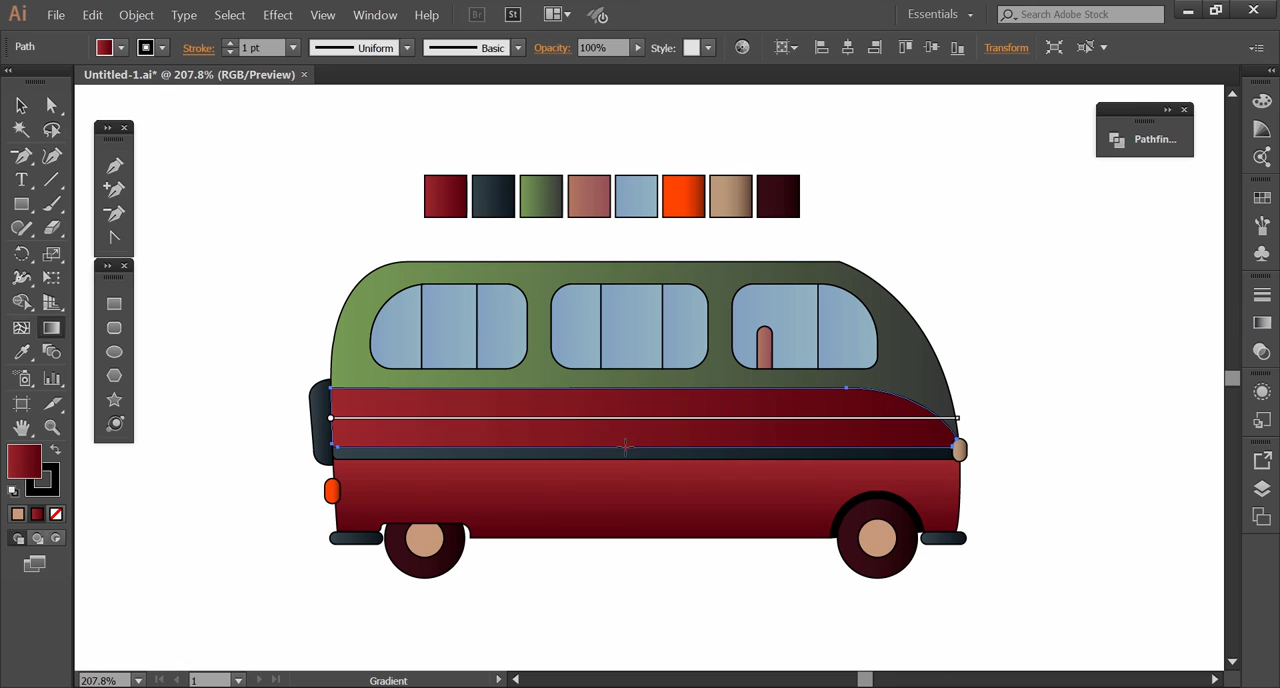 Ai File Edit Object Type Select Effect View Window Help Br St Essentials Search Adobe Stock
Path Stroke: 1 pt Uniform Basic Opacity: 100% Style: Transform
Untitled-1.ai* @ 207.8% (RGB/Preview) ×
Pathfin...
T
207.8% 1 Gradient